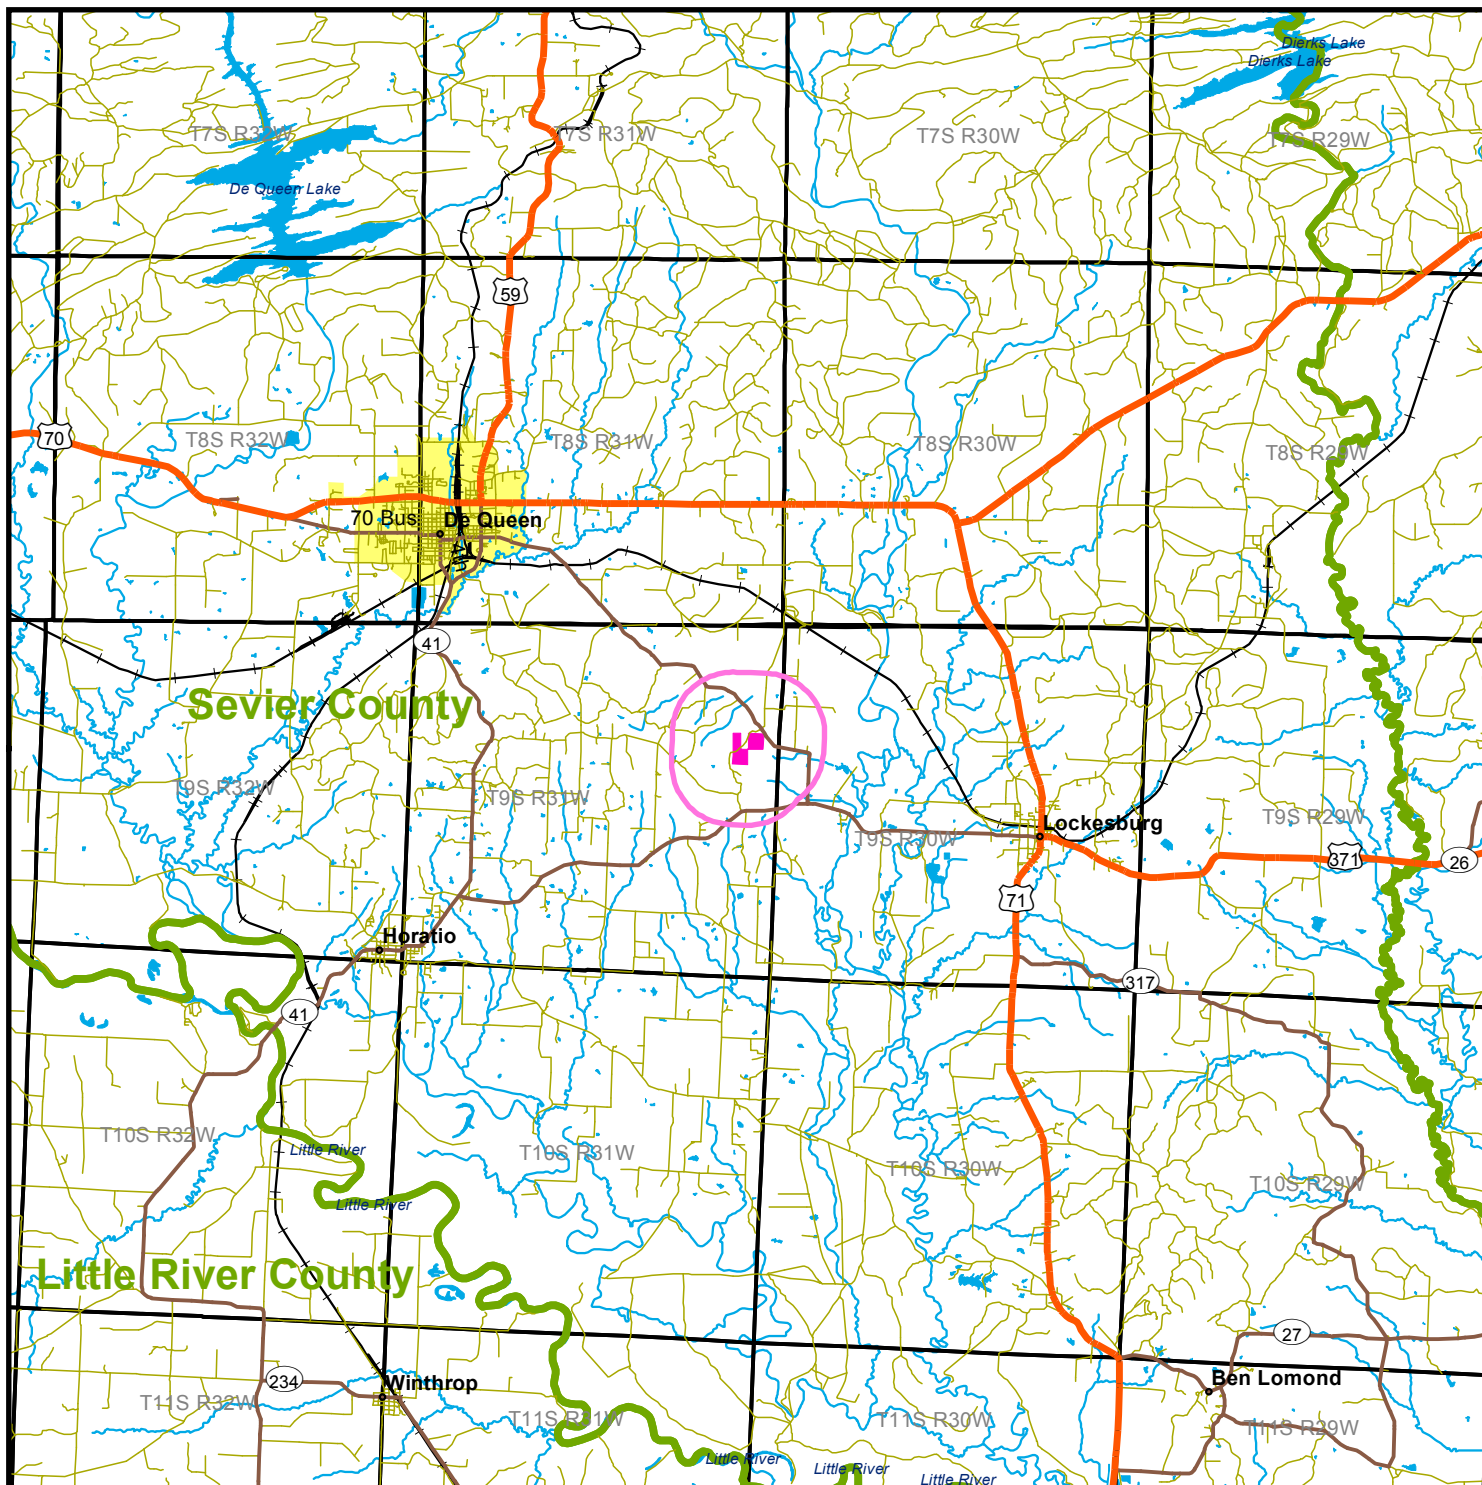 Dierks Lake
Dierks Lake
T7S R32W
T7S R31W
T7S R30W
T7S R29W
De Queen Lake
59
70
T8S R32W
T8S R31W
T8S R30W
T8S R29W
70 Bus
De Queen
41
Sevier County
T9S R32W
T9S R31W
T9S R29W
Lockesburg
T9S R30W
371
26
71
Horatio
317
41
T10S R32W
Little River
T10S R31W
T10S R30W
T10S R29W
Little River
Little River County
27
234
Winthrop
Ben Lomond
T11S R32W
T11S R31W
T11S R30W
T11S R29W
Little River
Little River
Little River